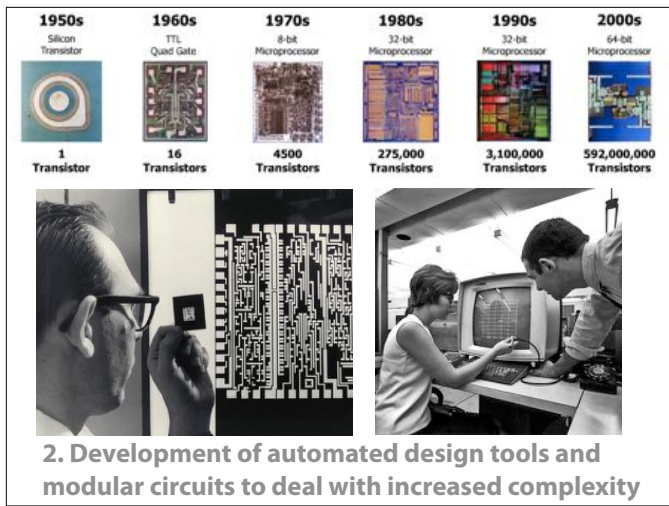 1950s 1960s 1970s 1980s 1990s 2000s
Silicon TTL 8-bit 32-bit 32-bit 64-bit
Transistor Quad Gate Microprocessor Microprocessor Microprocessor Microprocessor
1 16 4500 275,000 3,100,000 592,000,000
Transistor Transistors Transistors Transistors Transistors Transistors
2. Development of automated design tools and
modular circuits to deal with increased complexity